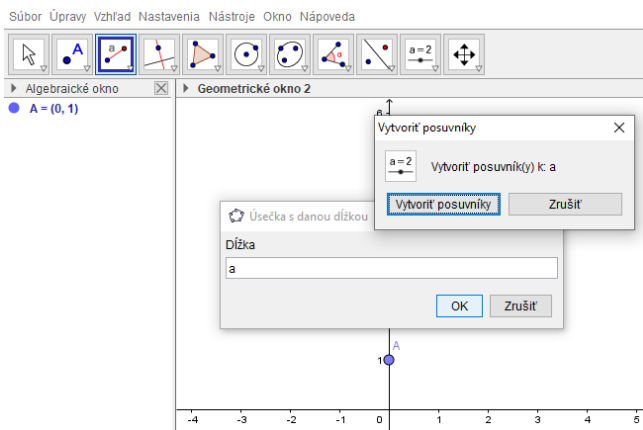 Súbor Úpravy Vzhľad Nastavenia Nástroje Okno Nápoveda
A
a
α
a=2
Algebraické okno
Geometrické okno 2
A = (0, 1)
6
Vytvoriť posuvníky
a=2
Vytvoriť posuvník(y) k: a
Vytvoriť posuvníky
Zrušiť
Úsečka s danou dĺžkou
Dĺžka
a
OK
Zrušiť
A
1
-4 -3 -2 -1 0 1 2 3 4 5